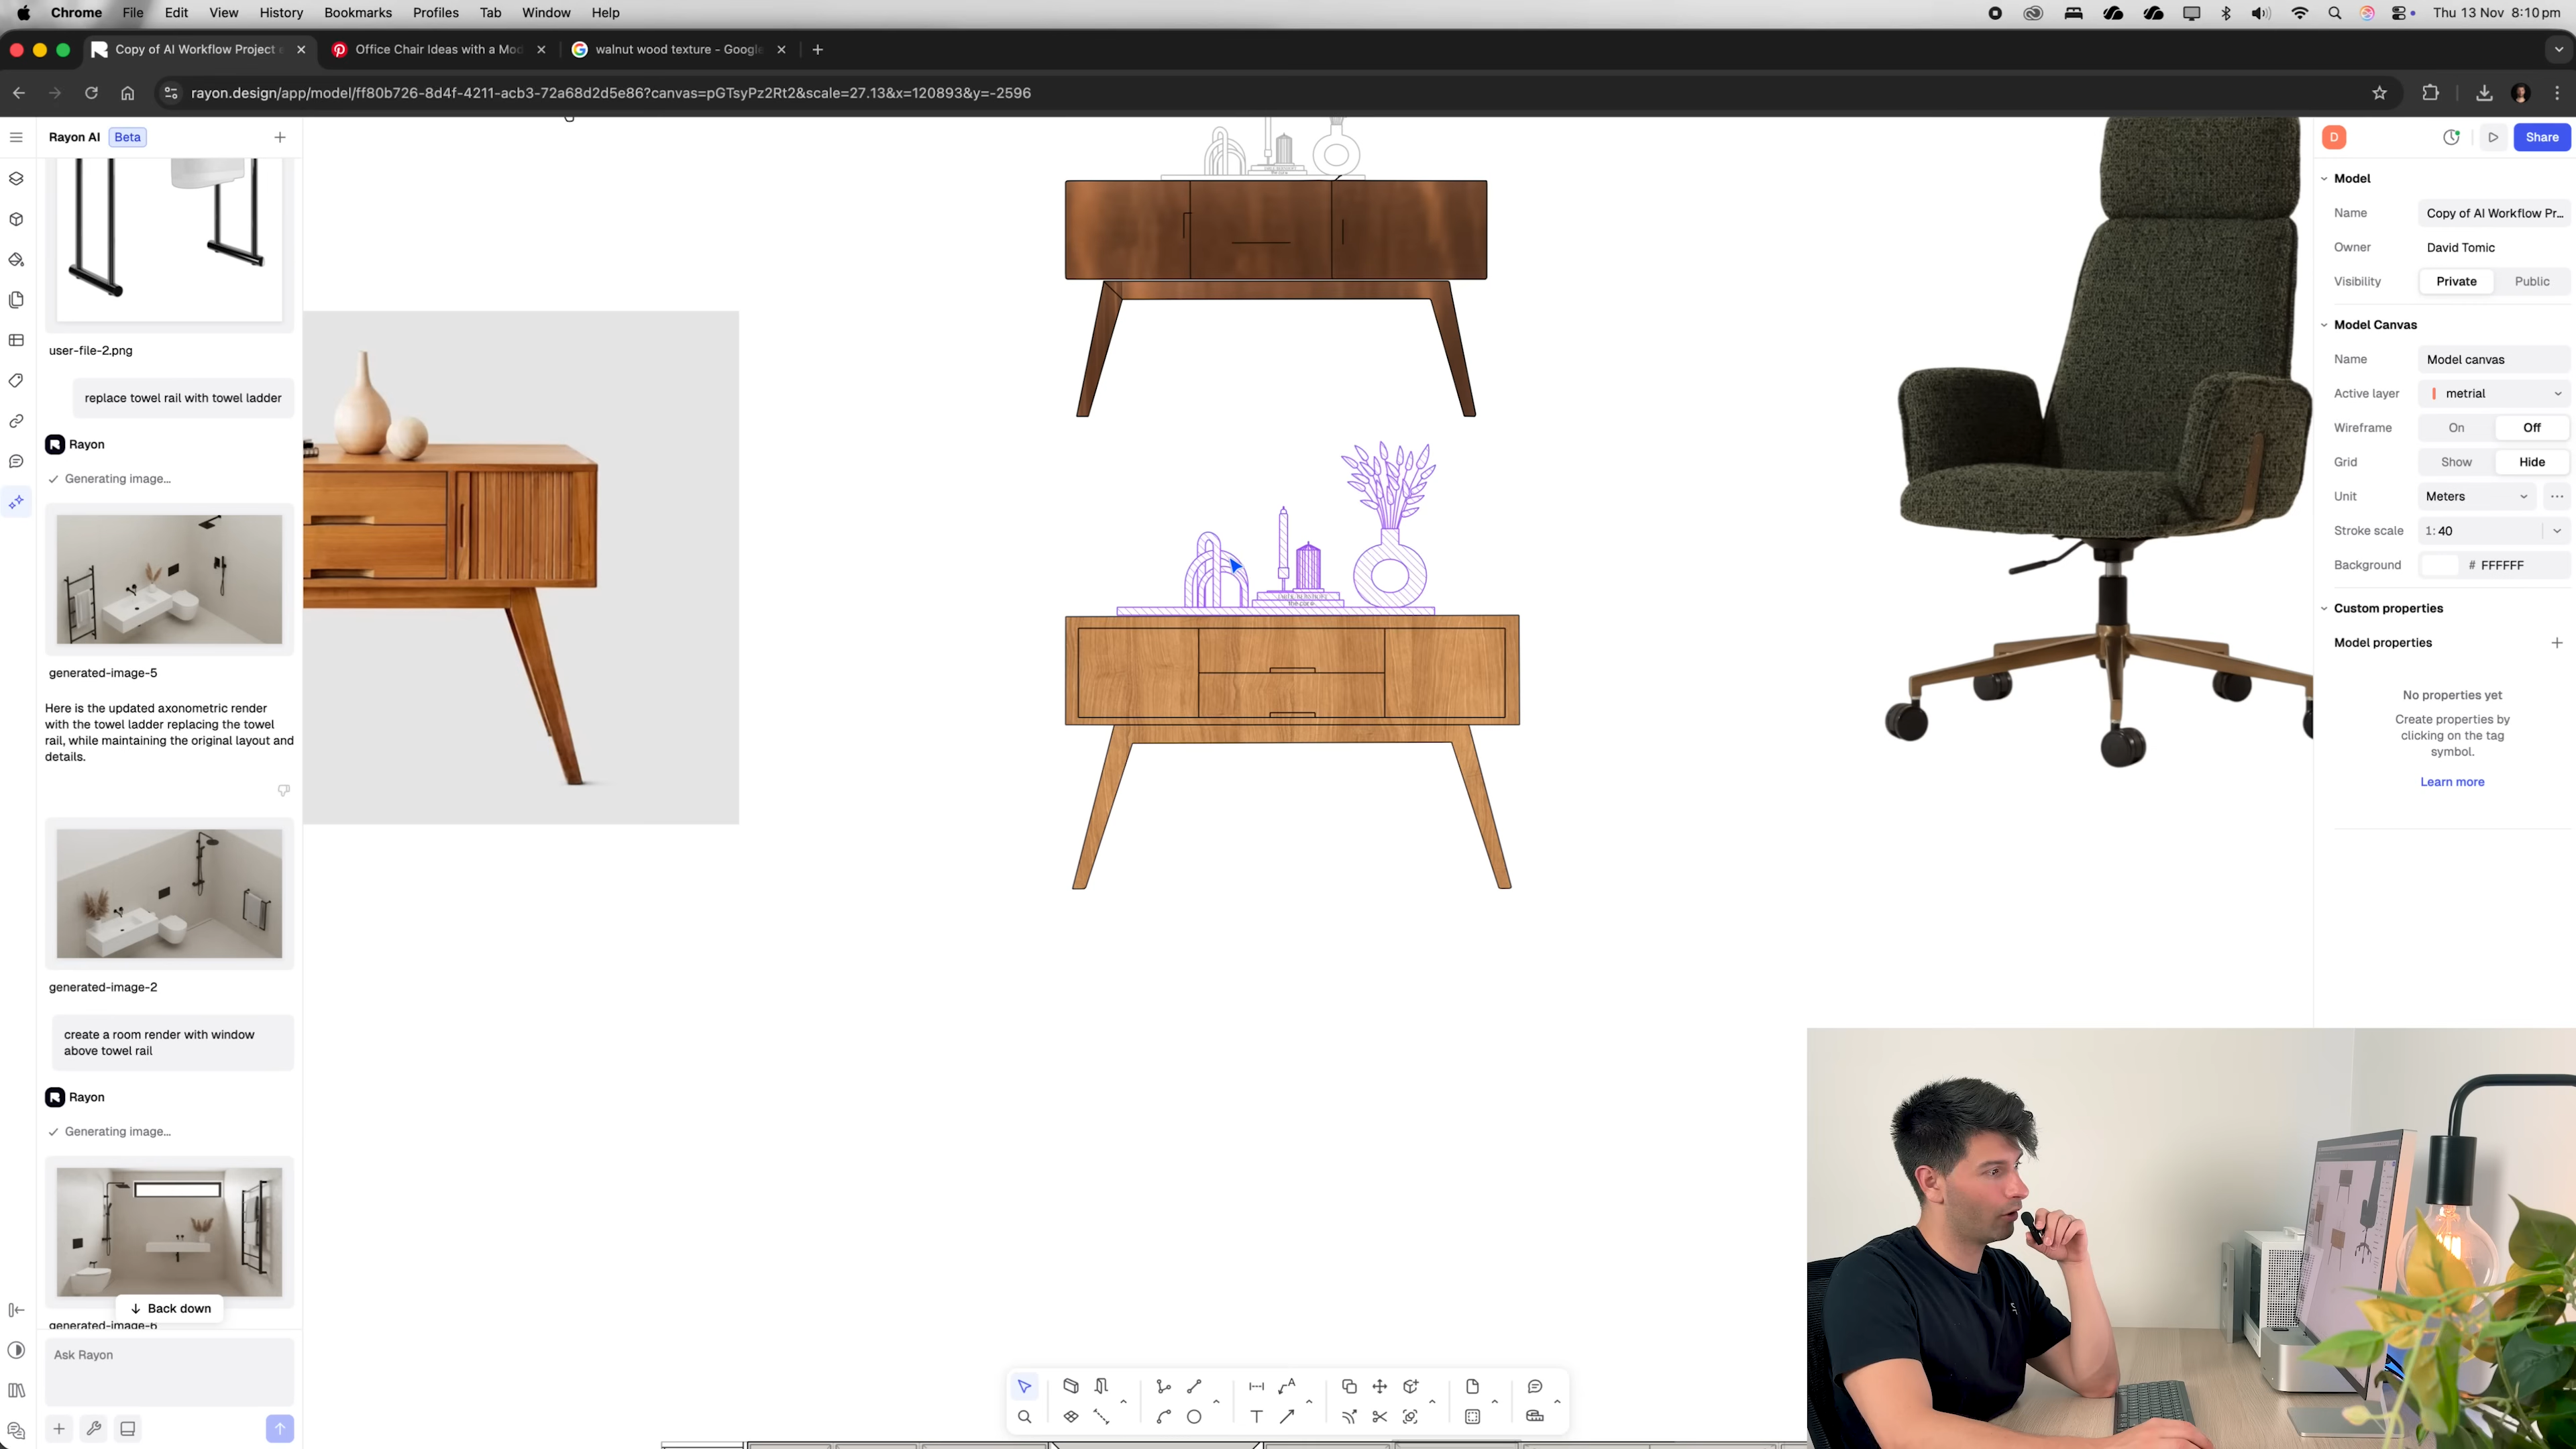 Chrome File Edit View History Bookmarks Profiles Tab Window Help
Thu 13 Nov 8:10 pm
Copy of AI Workflow Project
Office Chair Ideas with a Mod
walnut wood texture - Google
rayon.design/app/model/ff80b726-8d4f-4211-acb3-72a68d2d5e86?canvas=pGTsyPz2Rt2&scale=27.13&x=120893&y=-2596
Rayon AI Beta
user-file-2.png
replace towel rail with towel ladder
Rayon
Generating image...
generated-image-5
Here is the updated axonometric render
with the towel ladder replacing the towel
rail, while maintaining the original layout and
details.
generated-image-2
create a room render with window
above towel rail
Rayon
Generating image...
Back down
generated-image-6
Ask Rayon
D
Share
Model
Name Copy of AI Workflow Pr...
Owner David Tomic
Visibility Private Public
Model Canvas
Name Model canvas
Active layer metrial
Wireframe On Off
Grid Show Hide
Unit Meters
Stroke scale 1: 40
Background # FFFFFF
Custom properties
Model properties
No properties yet
Create properties by
clicking on the tag
symbol.
Learn more